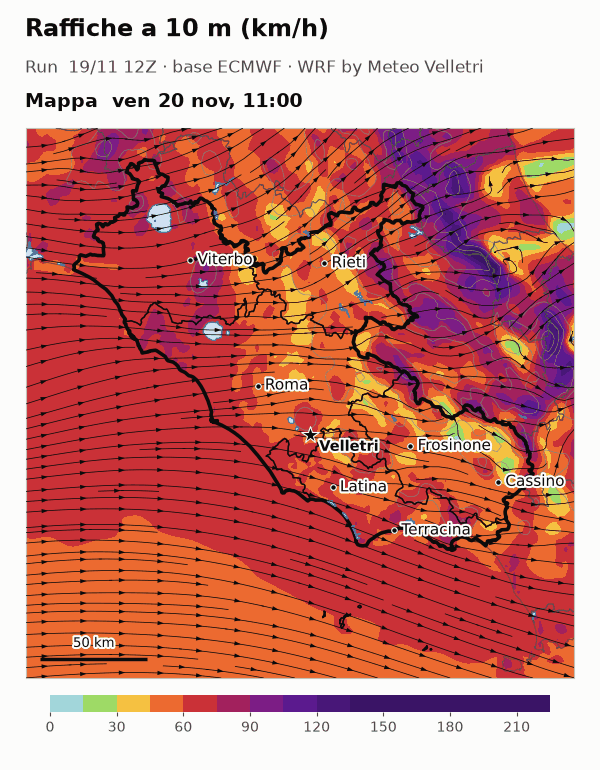 Raffiche a 10 m (km/h)
Run  19/11 12Z · base ECMWF · WRF by Meteo Velletri
Mappa  ven 20 nov, 11:00
Viterbo
Rieti
Roma
Velletri
Frosinone
Cassino
Latina
Terracina
50 km
0 30 60 90 120 150 180 210